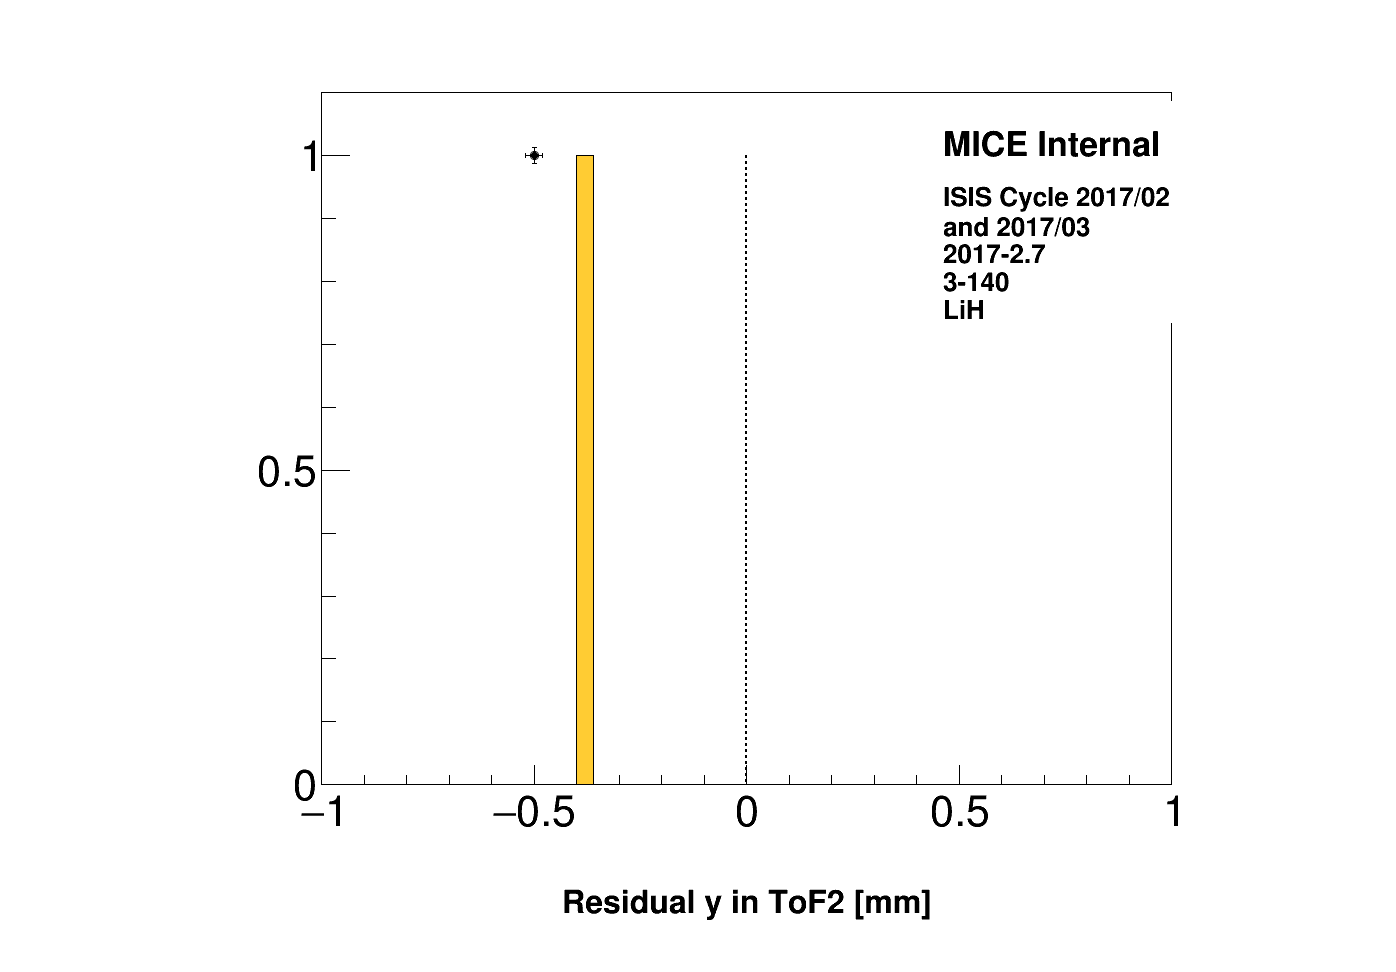 MICE Internal
ISIS Cycle 2017/02
and 2017/03
2017-2.7
3-140
LiH
1
0.5
0
−1 −0.5 0 0.5 1
Residual y in ToF2 [mm]